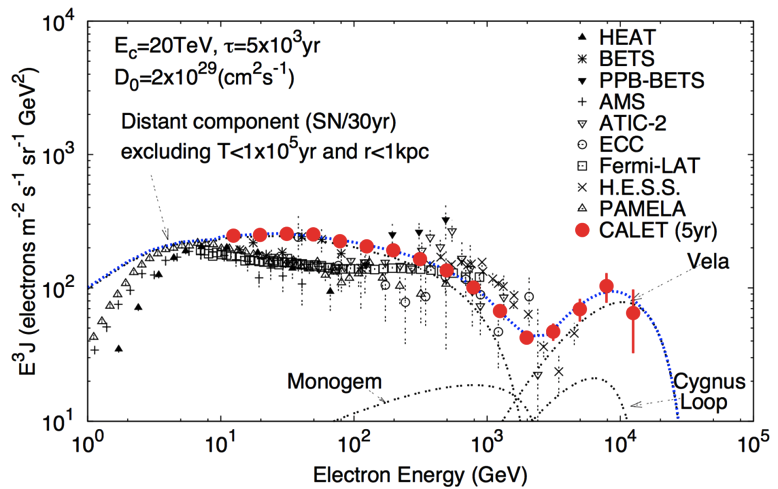 E_c=20TeV, τ=5x10^3yr
D_0=2x10^29(cm^2s^-1)
Distant component (SN/30yr)
excluding T<1x10^5yr and r<1kpc
HEAT
BETS
PPB-BETS
AMS
ATIC-2
ECC
Fermi-LAT
H.E.S.S.
PAMELA
CALET (5yr)
Vela
Monogem
Cygnus
Loop
E^3J (electrons m^-2 s^-1 sr^-1 GeV^2)
10^4
10^3
10^2
10^1
10^0 10^1 10^2 10^3 10^4 10^5
Electron Energy (GeV)